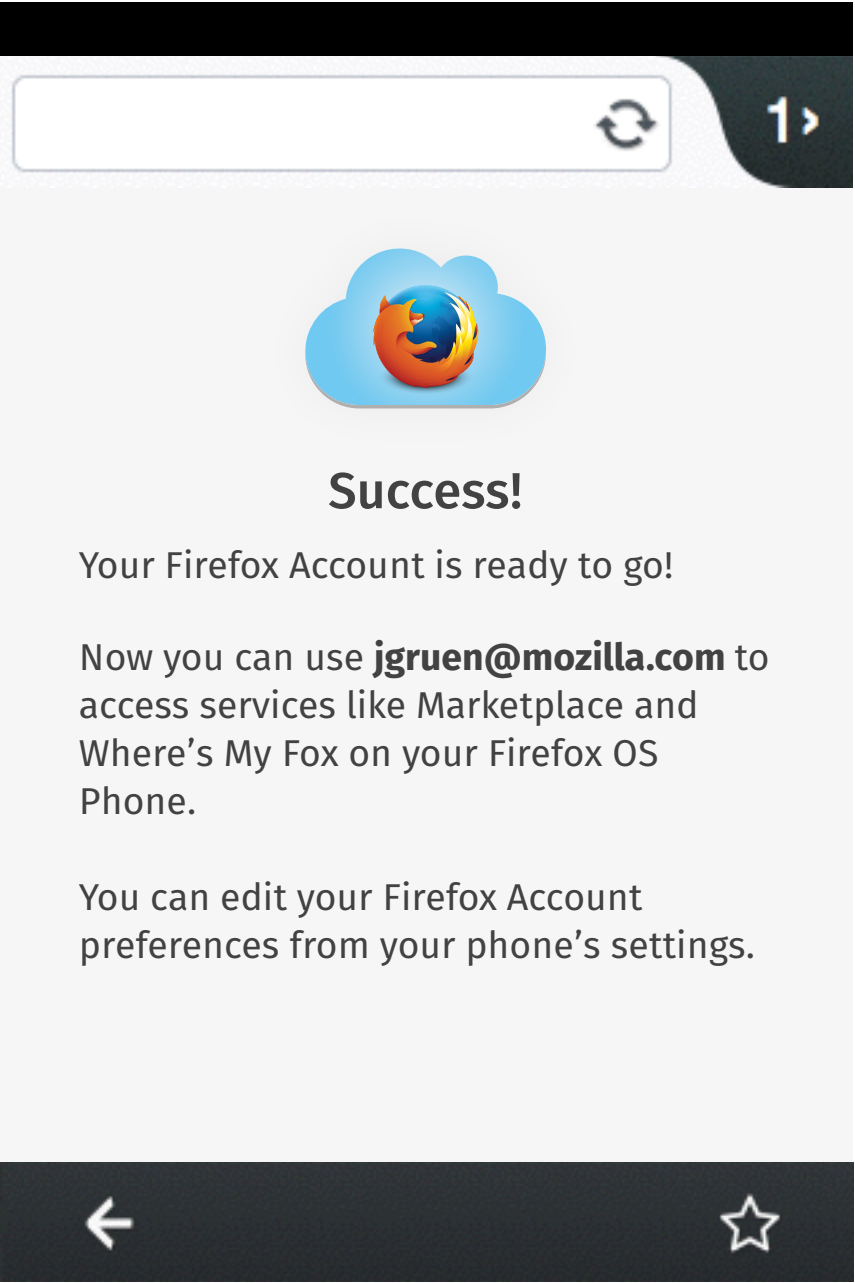 1›
Success!
Your Firefox Account is ready to go!
Now you can use jgruen@mozilla.com to
access services like Marketplace and
Where’s My Fox on your Firefox OS
Phone.
You can edit your Firefox Account
preferences from your phone’s settings.